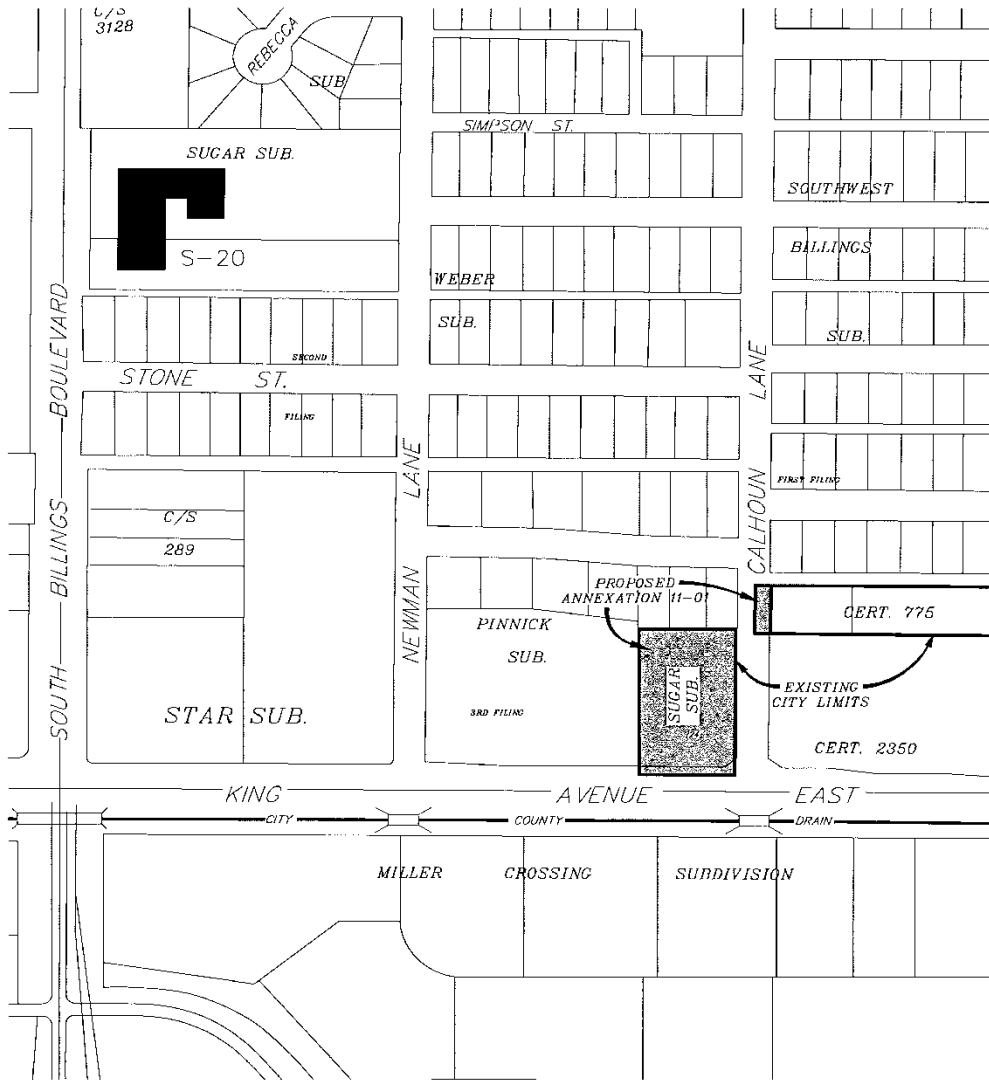 C/S
3128
REBECCA
SUB
SIMPSON ST.
SUGAR SUB.
SOUTHWEST
S-20
BILLINGS
WEBER
SUB.
SUB.
SECOND
STONE ST.
FILING
SOUTH BILLINGS BOULEVARD
NEWMAN LANE
CALHOUN LANE
FIRST FILING
C/S
289
PROPOSED
ANNEXATION 11-01
CERT. 775
PINNICK
SUB.
SUGAR
SUB.
EXISTING
CITY LIMITS
3RD FILING
STAR SUB.
CERT. 2350
KING AVENUE EAST
CITY COUNTY DRAIN
MILLER CROSSING SUBDIVISION